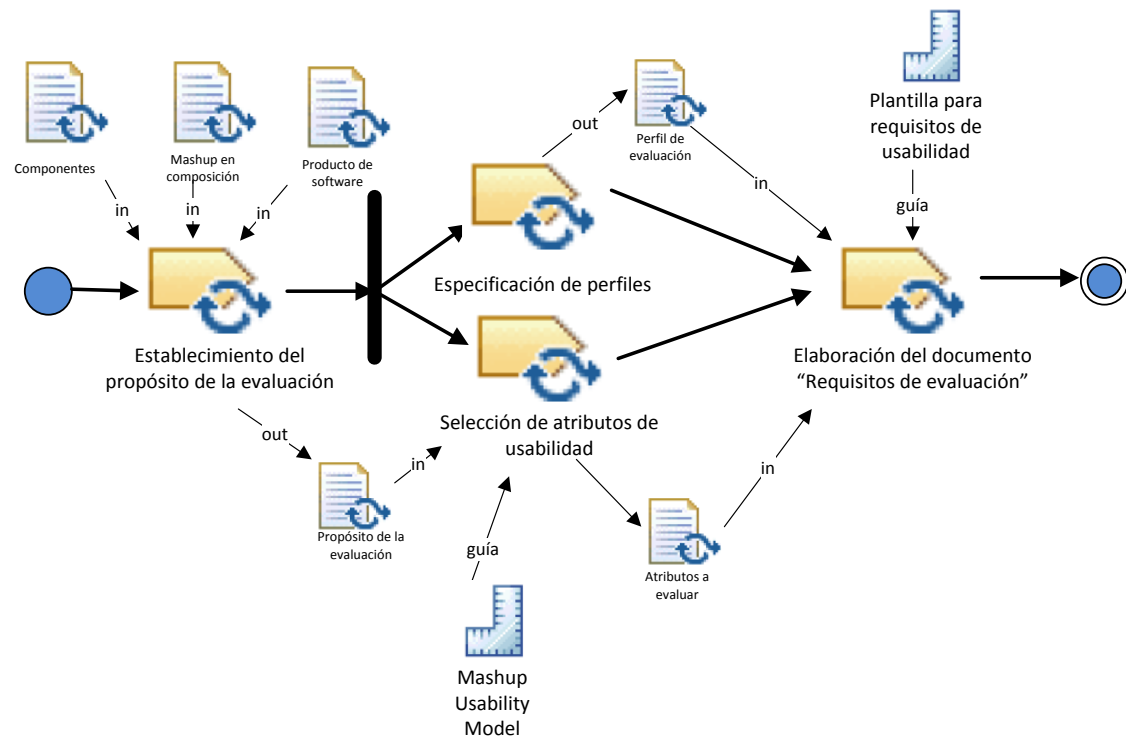 Componentes
Mashup en
composición
Producto de
software
in
in
in
out
Perfil de
evaluación
in
Plantilla para
requisitos de
usabilidad
guía
Especificación de perfiles
Establecimiento del
propósito de la evaluación
Elaboración del documento
“Requisitos de evaluación”
Selección de atributos de
usabilidad
out
in
in
Propósito de la
evaluación
guía
Atributos a
evaluar
Mashup
Usability
Model